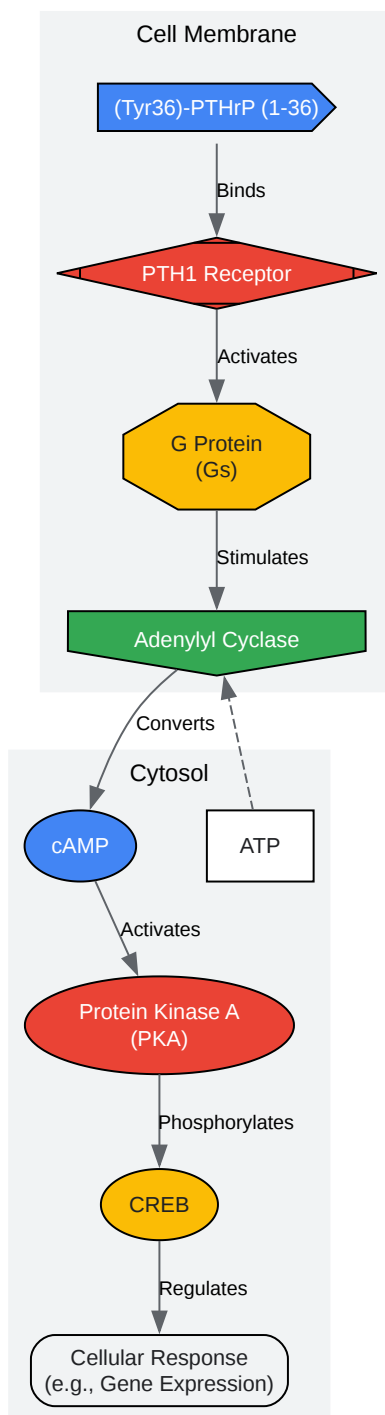 Cell Membrane
(Tyr36)-PTHrP (1-36)
Binds
PTH1 Receptor
Activates
G Protein
(Gs)
Stimulates
Adenylyl Cyclase
Converts
Cytosol
cAMP
ATP
Activates
Protein Kinase A
(PKA)
Phosphorylates
CREB
Regulates
Cellular Response
(e.g., Gene Expression)